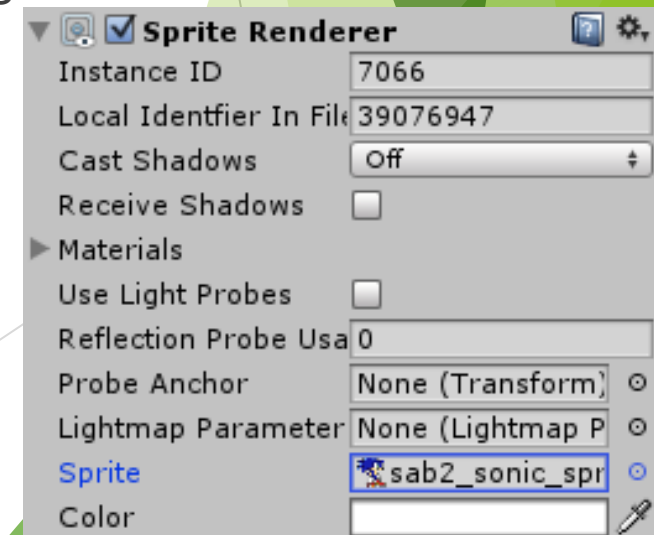 Sprite Renderer
Instance ID 7066
Local Identfier In File 39076947
Cast Shadows Off
Receive Shadows
Materials
Use Light Probes
Reflection Probe Usa 0
Probe Anchor None (Transform)
Lightmap Parameter None (Lightmap P
Sprite sab2_sonic_spr
Color